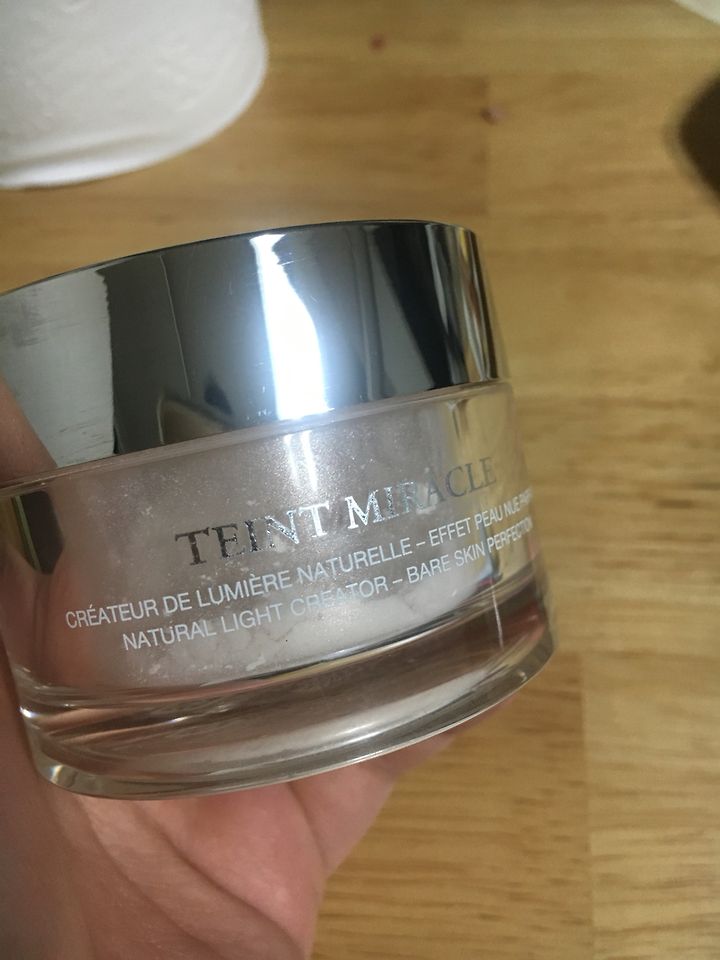 TEINT MIRACLE
CRÉATEUR DE LUMIÈRE NATURELLE – EFFET PEAU NUE
NATURAL LIGHT CREATOR – BARE SKIN PERFECTION